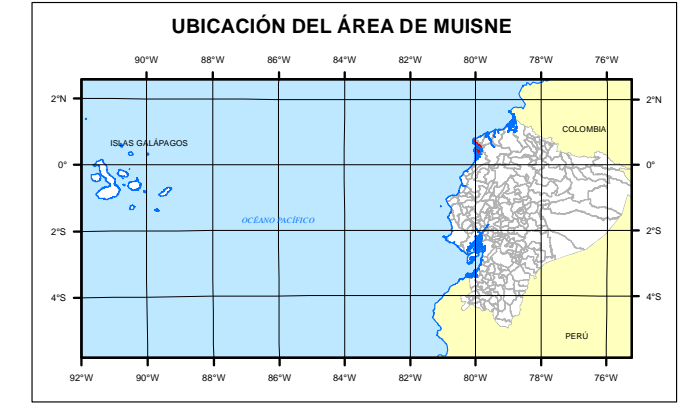 UBICACIÓN DEL ÁREA DE MUISNE
90°W 88°W 86°W 84°W 82°W 80°W 78°W 76°W
2°N 2°N
COLOMBIA
ISLAS GALÁPAGOS
0° 0°
OCÉANO PACÍFICO
2°S 2°S
4°S 4°S
PERÚ
92°W 90°W 88°W 86°W 84°W 82°W 80°W 78°W 76°W